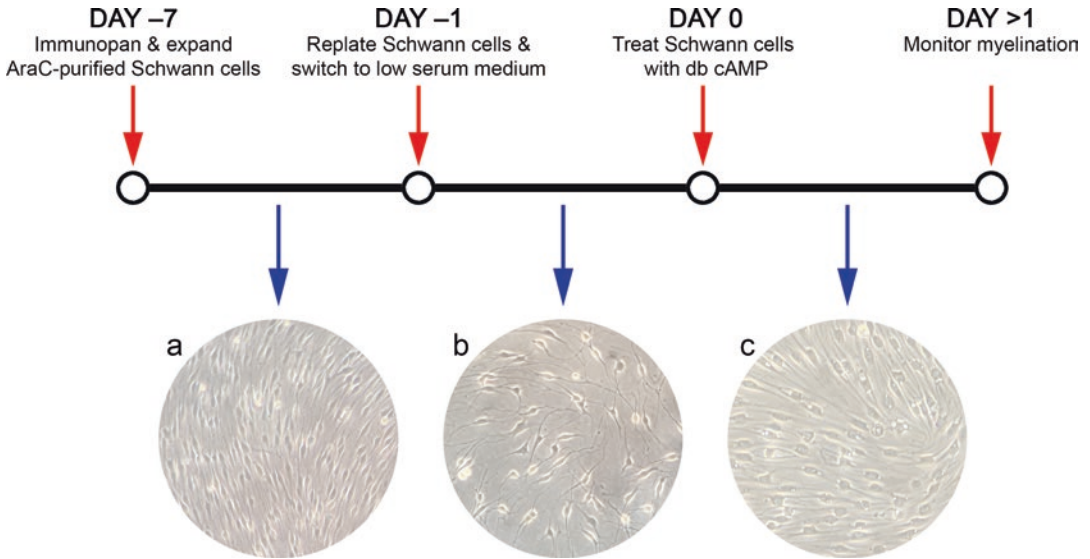 DAY –7
Immunopan & expand
AraC-purified Schwann cells
DAY –1
Replate Schwann cells &
switch to low serum medium
DAY 0
Treat Schwann cells
with db cAMP
DAY >1
Monitor myelination
a
b
c